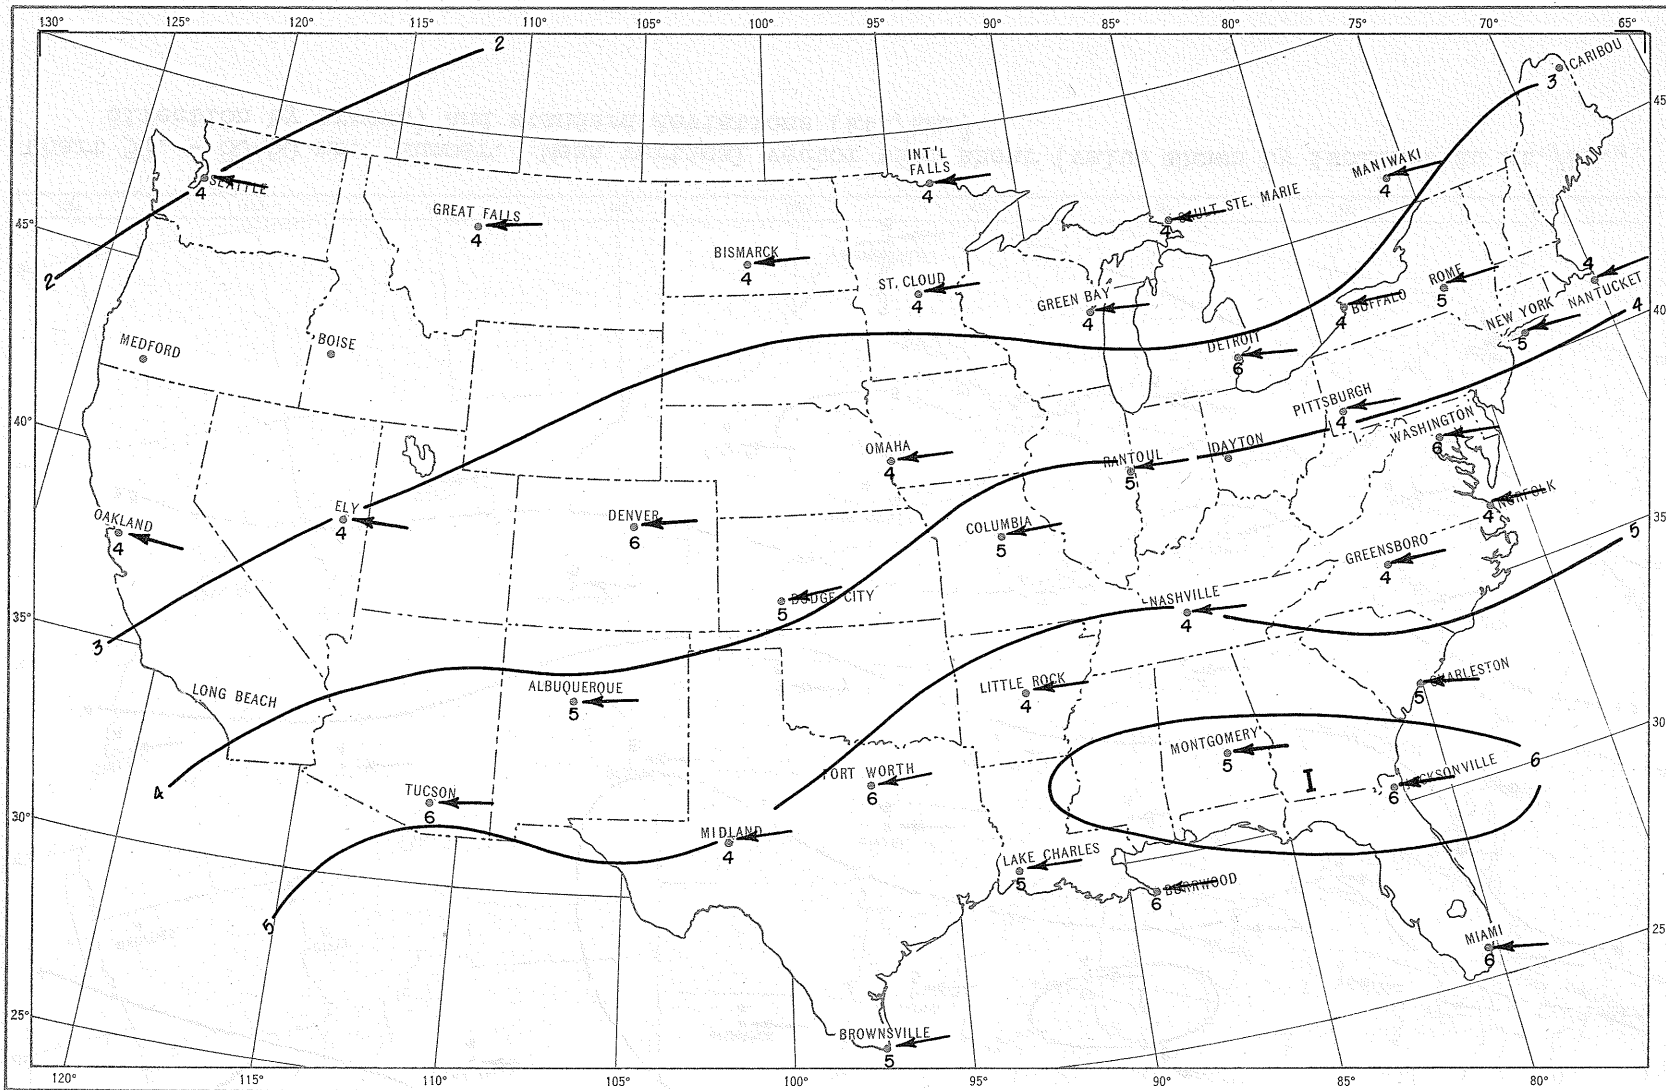 130° 125° 120° 115° 110° 105° 100° 95° 90° 85° 80° 75° 70° 65°
2
CARIBOU
3
45°
SEATTLE
4
INT'L
FALLS
4
MANIWAKI
4
SAULT STE. MARIE
4
GREAT FALLS
4
45°
2
BISMARCK
4
ST. CLOUD
4
GREEN BAY
4
BUFFALO
4
ROME
5
4
NANTUCKET
4
40°
NEW YORK
5
MEDFORD
BOISE
DETROIT
6
PITTSBURGH
4
WASHINGTON
6
40°
OMAHA
4
RANTOUL
5
DAYTON
NORFOLK
4
OAKLAND
4
ELY
4
DENVER
6
COLUMBIA
5
35°
5
GREENSBORO
4
DODGE CITY
5
NASHVILLE
4
35°
3
LONG BEACH
ALBUQUERQUE
5
LITTLE ROCK
4
CHARLESTON
5
30°
MONTGOMERY
5
I
JACKSONVILLE
6
6
4
TUCSON
6
FORT WORTH
6
30°
MIDLAND
4
LAKE CHARLES
5
BURRWOOD
6
5
MIAMI
6
25°
25°
BROWNSVILLE
5
120° 115° 110° 105° 100° 95° 90° 85° 80°